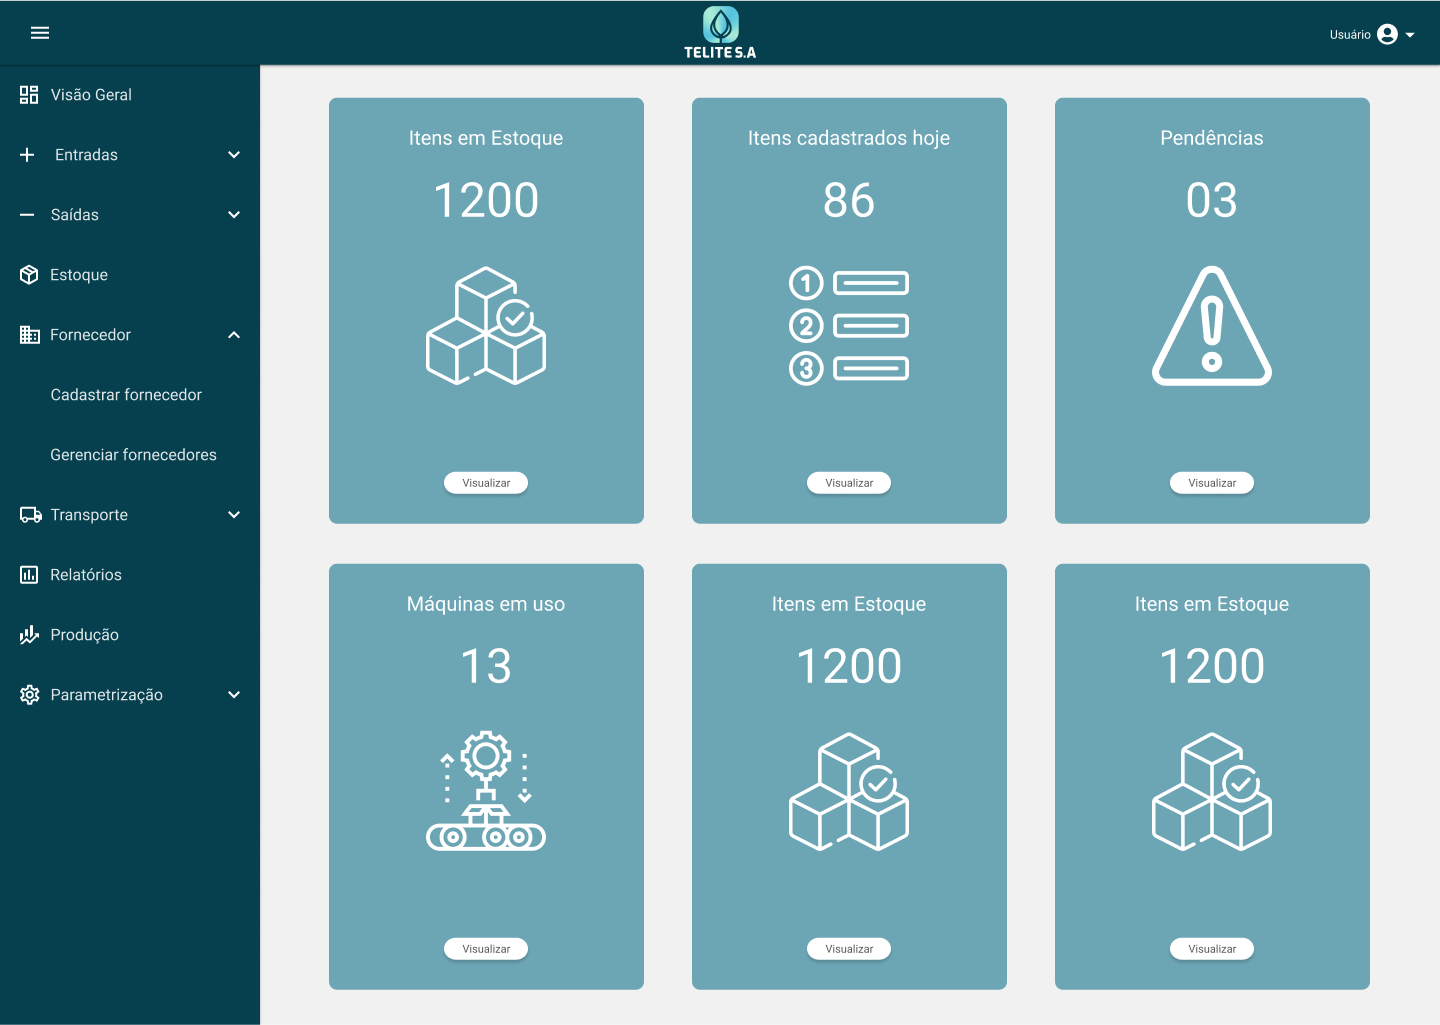 TELITE S.A
Usuário
Visão Geral
Entradas
Saídas
Estoque
Fornecedor
Cadastrar fornecedor
Gerenciar fornecedores
Transporte
Relatórios
Produção
Parametrização
Itens em Estoque
1200
Visualizar
Itens cadastrados hoje
86
1
2
3
Visualizar
Pendências
03
Visualizar
Máquinas em uso
13
Visualizar
Itens em Estoque
1200
Visualizar
Itens em Estoque
1200
Visualizar